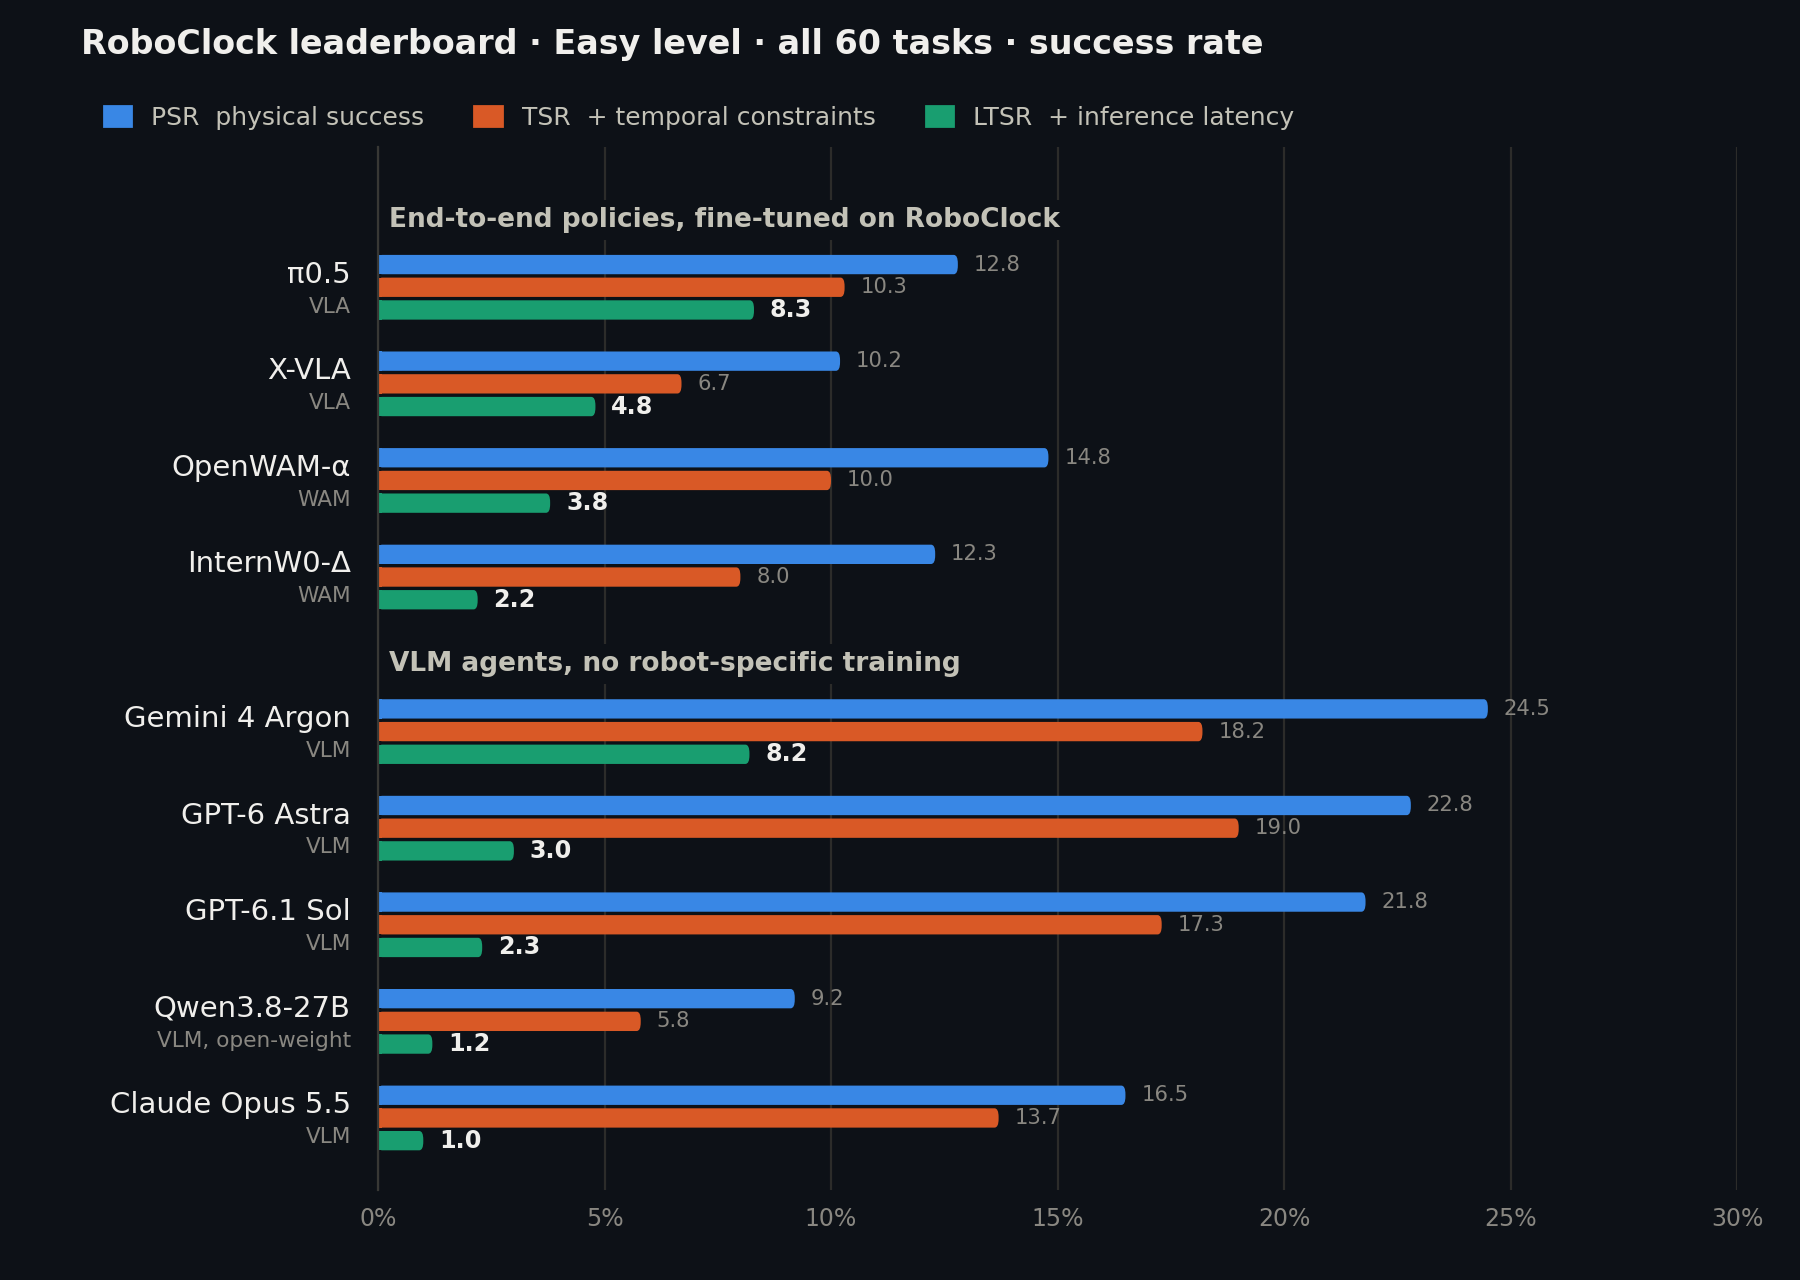 RoboClock leaderboard · Easy level · all 60 tasks · success rate
PSR physical success TSR + temporal constraints LTSR + inference latency
End-to-end policies, fine-tuned on RoboClock
π0.5
VLA
12.8
10.3
8.3
X-VLA
VLA
10.2
6.7
4.8
OpenWAM-α
WAM
14.8
10.0
3.8
InternW0-Δ
WAM
12.3
8.0
2.2
VLM agents, no robot-specific training
Gemini 4 Argon
VLM
24.5
18.2
8.2
GPT-6 Astra
VLM
22.8
19.0
3.0
GPT-6.1 Sol
VLM
21.8
17.3
2.3
Qwen3.8-27B
VLM, open-weight
9.2
5.8
1.2
Claude Opus 5.5
VLM
16.5
13.7
1.0
0% 5% 10% 15% 20% 25% 30%